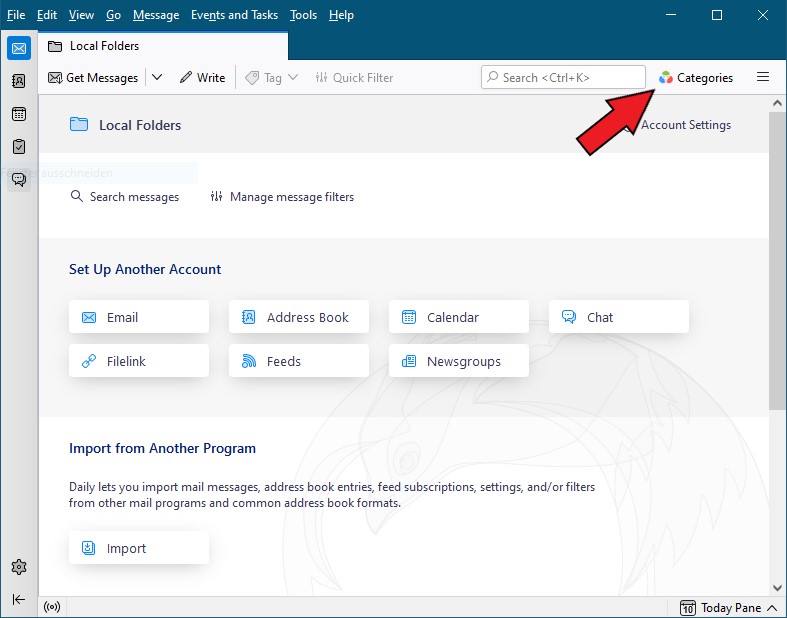 File Edit View Go Message Events and Tasks Tools Help
Local Folders
Get Messages Write Tag Quick Filter Search <Ctrl+K> Categories
Local Folders Account Settings
ausschneiden
Search messages Manage message filters
Set Up Another Account
Email Address Book Calendar Chat
Filelink Feeds Newsgroups
Import from Another Program
Daily lets you import mail messages, address book entries, feed subscriptions, settings, and/or filters
from other mail programs and common address book formats.
Import
10 Today Pane